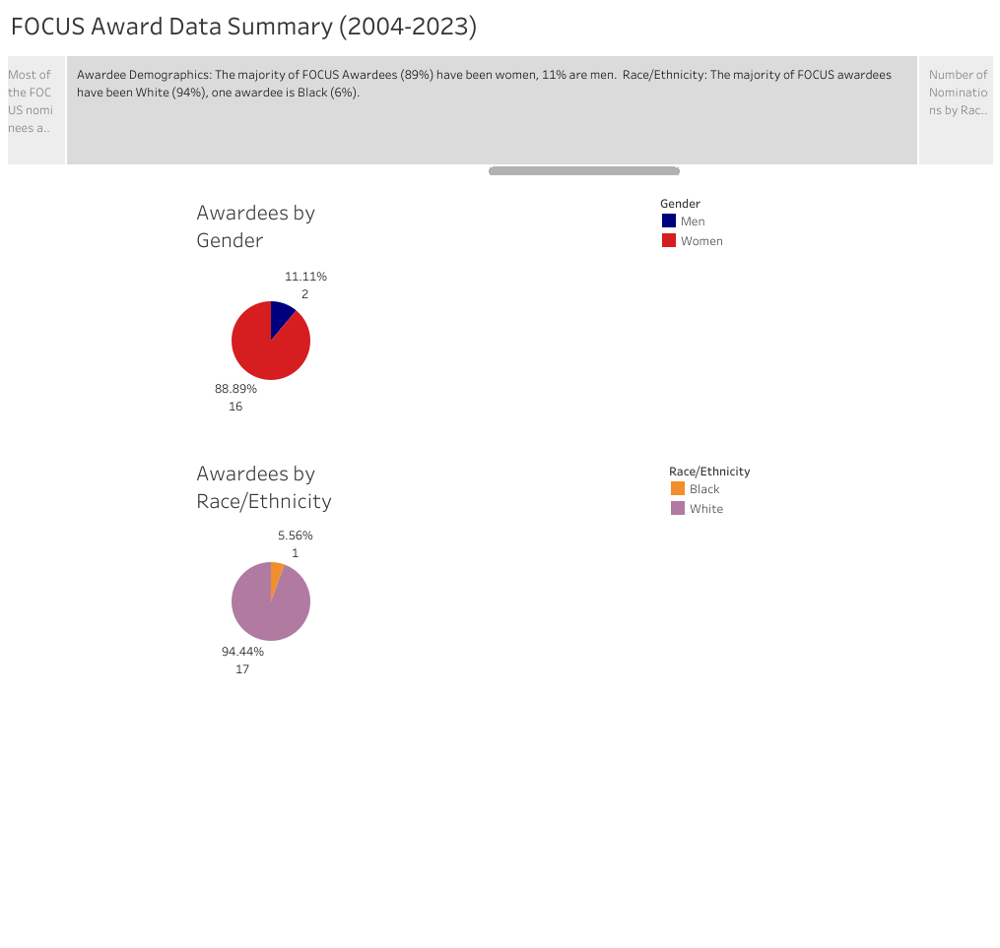 FOCUS Award Data Summary (2004-2023)
Most of
the FOC
US nomi
nees a..
Awardee Demographics: The majority of FOCUS Awardees (89%) have been women, 11% are men.  Race/Ethnicity: The majority of FOCUS awardees
have been White (94%), one awardee is Black (6%).
Number of
Nominatio
ns by Rac..
Awardees by
Gender
Gender
Men
Women
11.11%
2
88.89%
16
Awardees by
Race/Ethnicity
Race/Ethnicity
Black
White
5.56%
1
94.44%
17